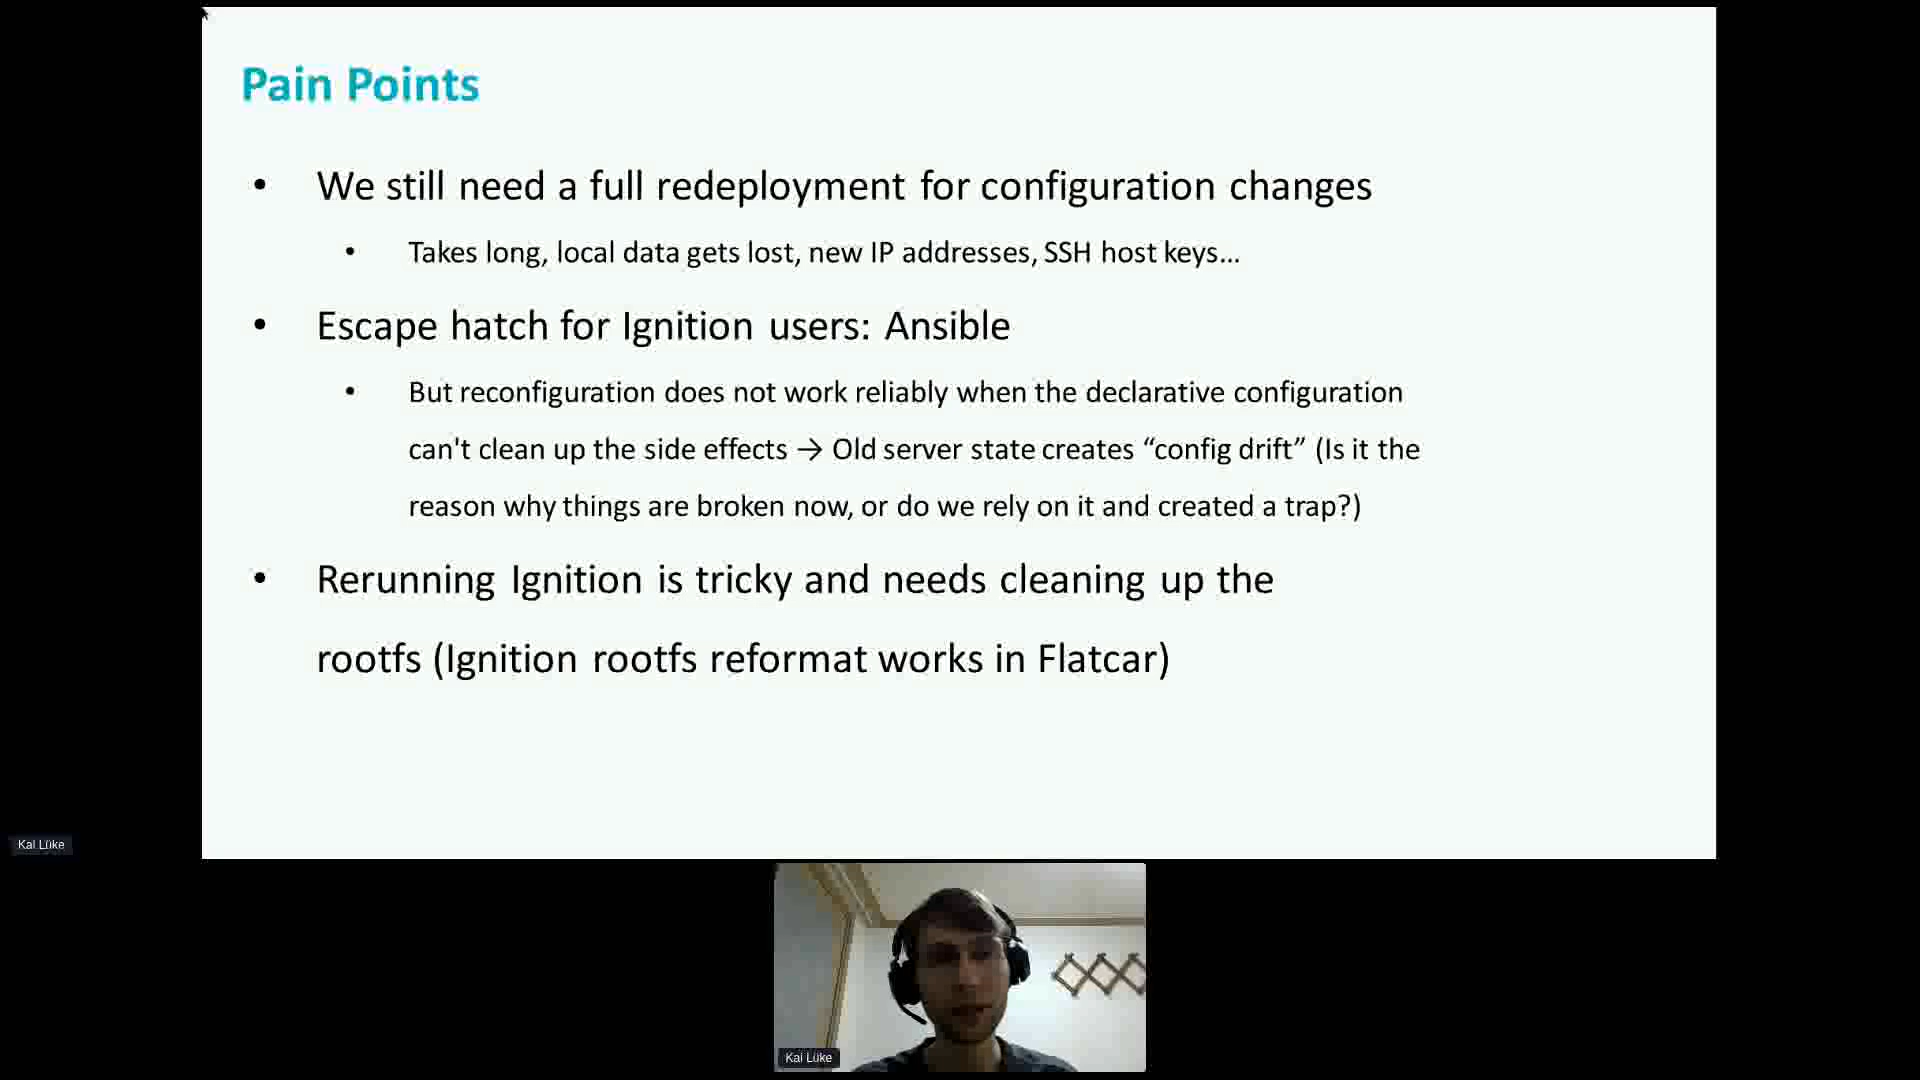 Pain Points
• We still need a full redeployment for configuration changes
• Takes long, local data gets lost, new IP addresses, SSH host keys…
• Escape hatch for Ignition users: Ansible
• But reconfiguration does not work reliably when the declarative configuration
can't clean up the side effects → Old server state creates “config drift” (Is it the
reason why things are broken now, or do we rely on it and created a trap?)
• Rerunning Ignition is tricky and needs cleaning up the
rootfs (Ignition rootfs reformat works in Flatcar)
Kai Lüke
Kai Lüke